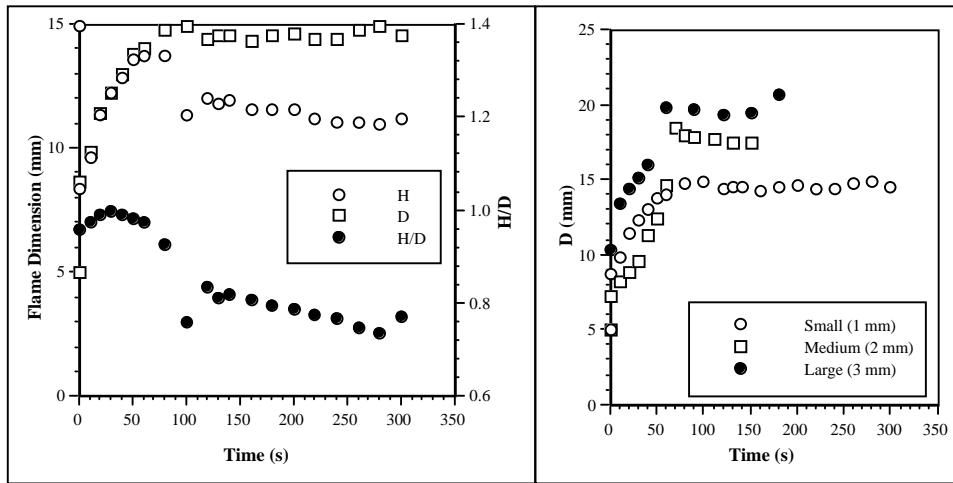 15
10
5
0
Flame Dimension (mm)
1.4
1.2
1.0
0.8
0.6
H/D
H
D
H/D
0 50 100 150 200 250 300 350
Time (s)
25
20
15
10
5
0
D (mm)
Small (1 mm)
Medium (2 mm)
Large (3 mm)
0 50 100 150 200 250 300 350
Time (s)